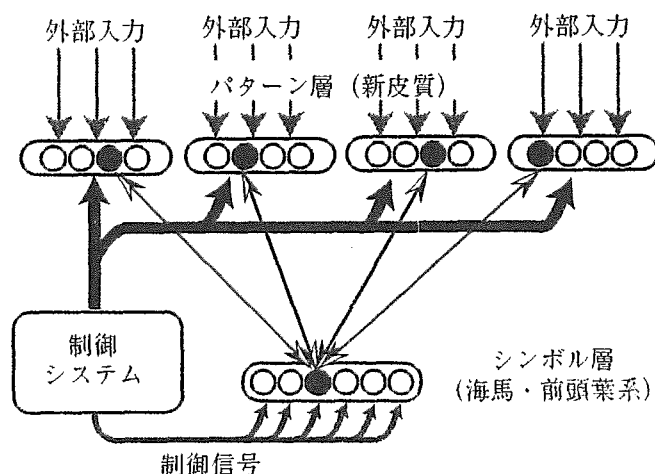 外部入力
外部入力
外部入力
外部入力
パターン層（新皮質）
制御
システム
シンボル層
（海馬・前頭葉系）
制御信号